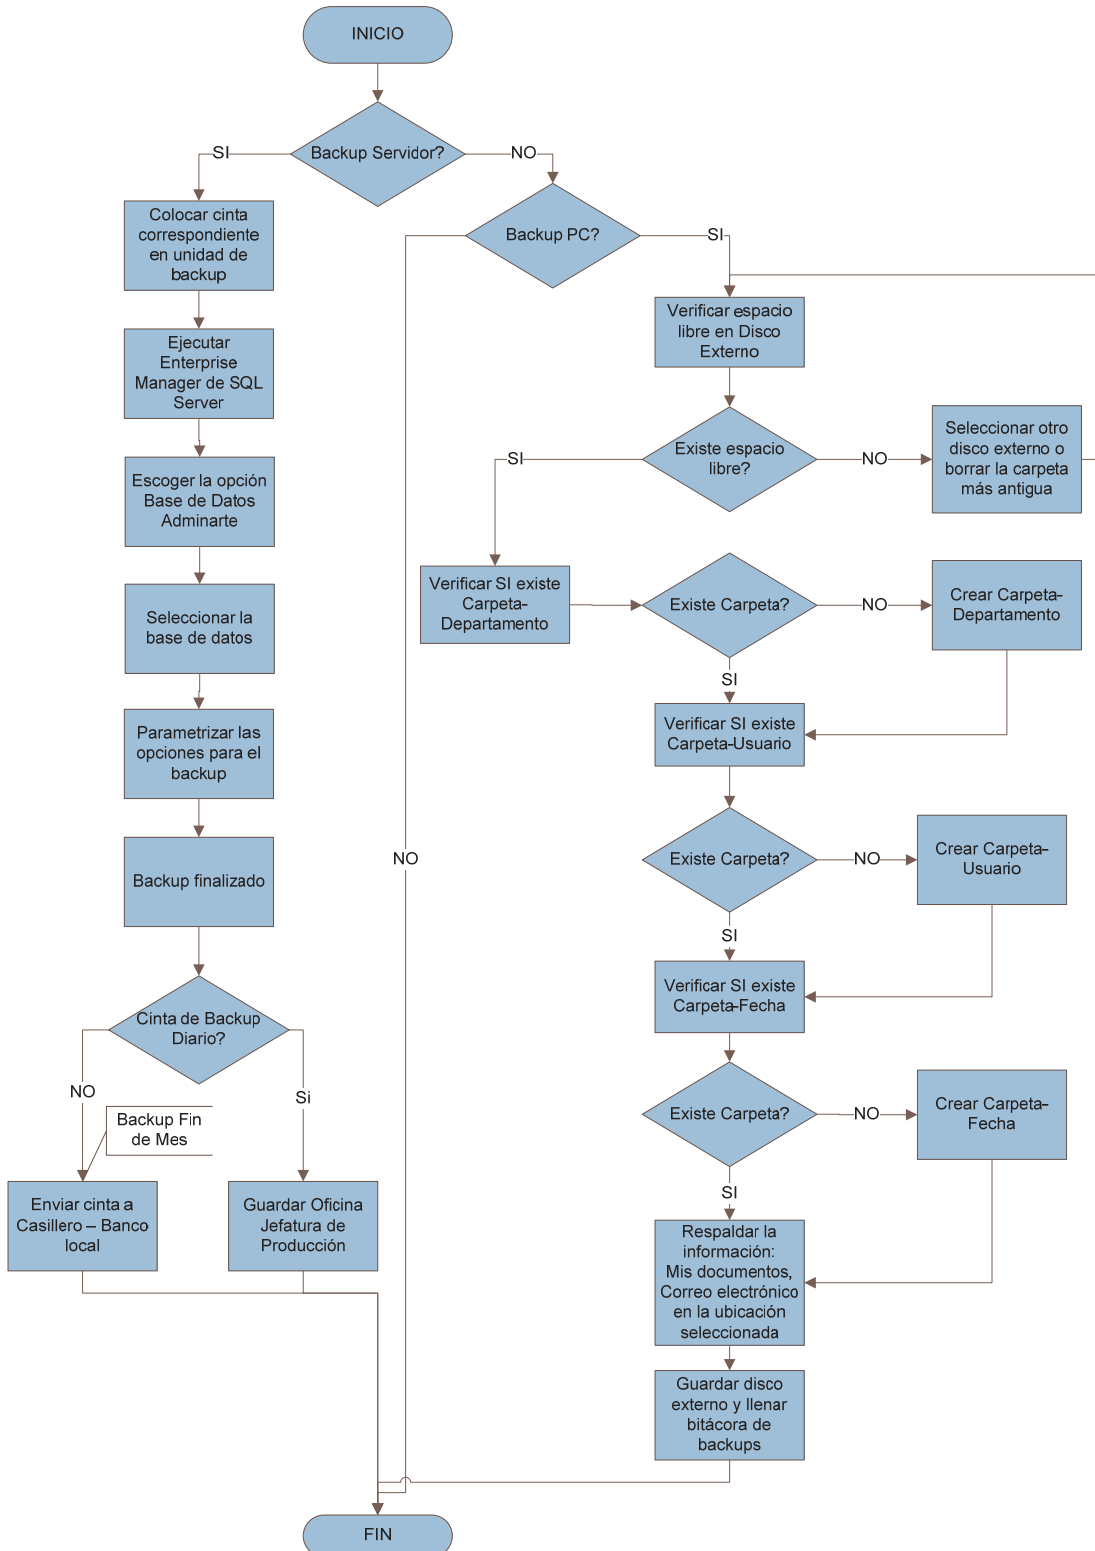 INICIO
Backup Servidor?
SI
NO
Colocar cinta
correspondiente
en unidad de
backup
Backup PC?
SI
NO
Ejecutar
Enterprise
Manager de SQL
Server
Escoger la opción
Base de Datos
Adminarte
Seleccionar la
base de datos
Parametrizar las
opciones para el
backup
Backup finalizado
Cinta de Backup
Diario?
NO
Si
Backup Fin
de Mes
Enviar cinta a
Casillero – Banco
local
Guardar Oficina
Jefatura de
Producción
Verificar espacio
libre en Disco
Externo
Existe espacio
libre?
SI
NO
Seleccionar otro
disco externo o
borrar la carpeta
más antigua
Verificar SI existe
Carpeta-
Departamento
Existe Carpeta?
NO
Crear Carpeta-
Departamento
SI
Verificar SI existe
Carpeta-Usuario
Existe Carpeta?
NO
Crear Carpeta-
Usuario
SI
Verificar SI existe
Carpeta-Fecha
Existe Carpeta?
NO
Crear Carpeta-
Fecha
SI
Respaldar la
información:
Mis documentos,
Correo electrónico
en la ubicación
seleccionada
Guardar disco
externo y llenar
bitácora de
backups
FIN